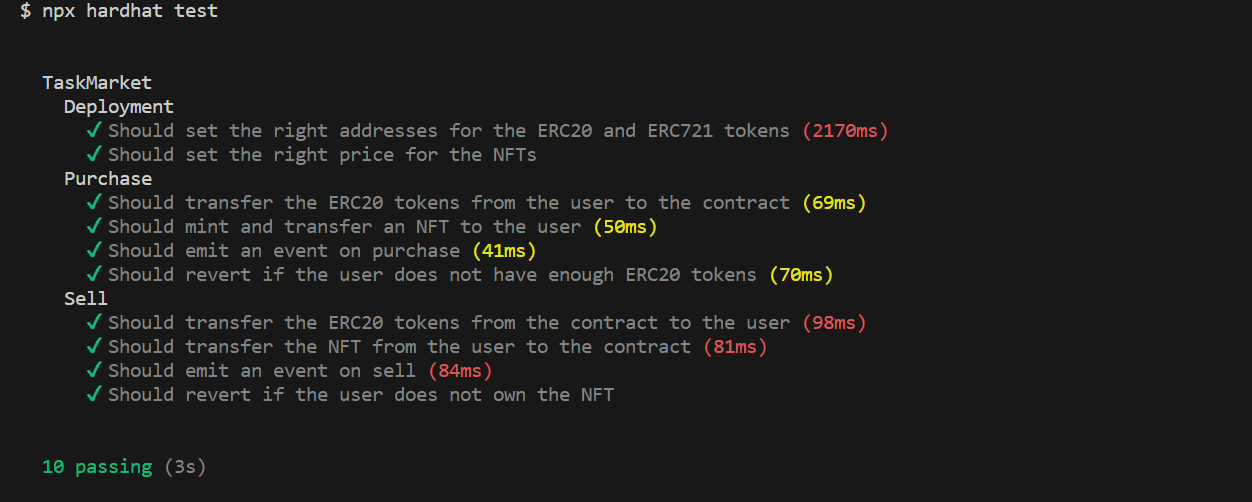 $ npx hardhat test
TaskMarket
Deployment
✓ Should set the right addresses for the ERC20 and ERC721 tokens (2170ms)
✓ Should set the right price for the NFTs
Purchase
✓ Should transfer the ERC20 tokens from the user to the contract (69ms)
✓ Should mint and transfer an NFT to the user (50ms)
✓ Should emit an event on purchase (41ms)
✓ Should revert if the user does not have enough ERC20 tokens (70ms)
Sell
✓ Should transfer the ERC20 tokens from the contract to the user (98ms)
✓ Should transfer the NFT from the user to the contract (81ms)
✓ Should emit an event on sell (84ms)
✓ Should revert if the user does not own the NFT
10 passing (3s)